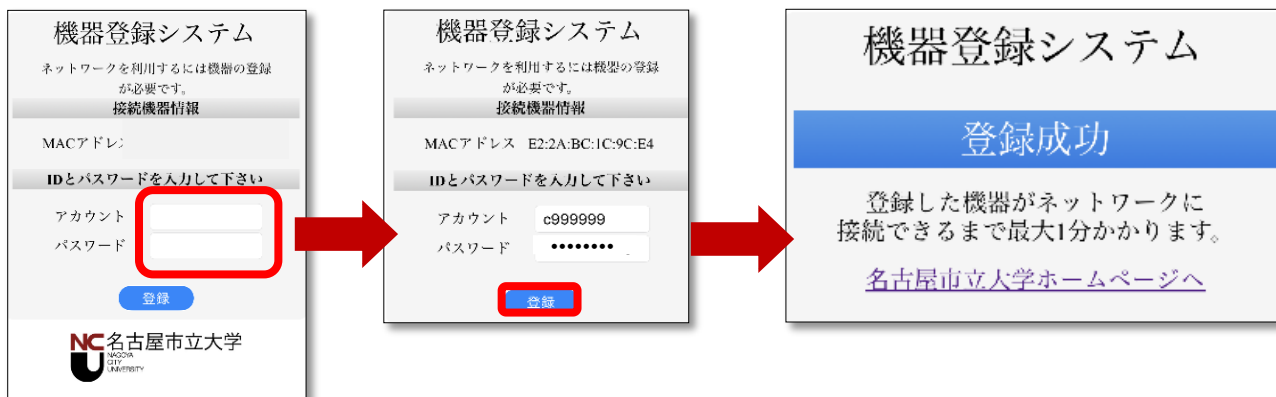 機器登録システム
ネットワークを利用するには機器の登録
が必要です。
接続機器情報
MACアドレス
IDとパスワードを入力して下さい
アカウント
パスワード
登録
NC 名古屋市立大学
U NAGOYA
CITY
UNIVERSITY
機器登録システム
ネットワークを利用するには機器の登録
が必要です。
接続機器情報
MACアドレス E2:2A:BC:1C:9C:E4
IDとパスワードを入力して下さい
アカウント c999999
パスワード ••••••••
登録
機器登録システム
登録成功
登録した機器がネットワークに
接続できるまで最大1分かかります。
名古屋市立大学ホームページへ